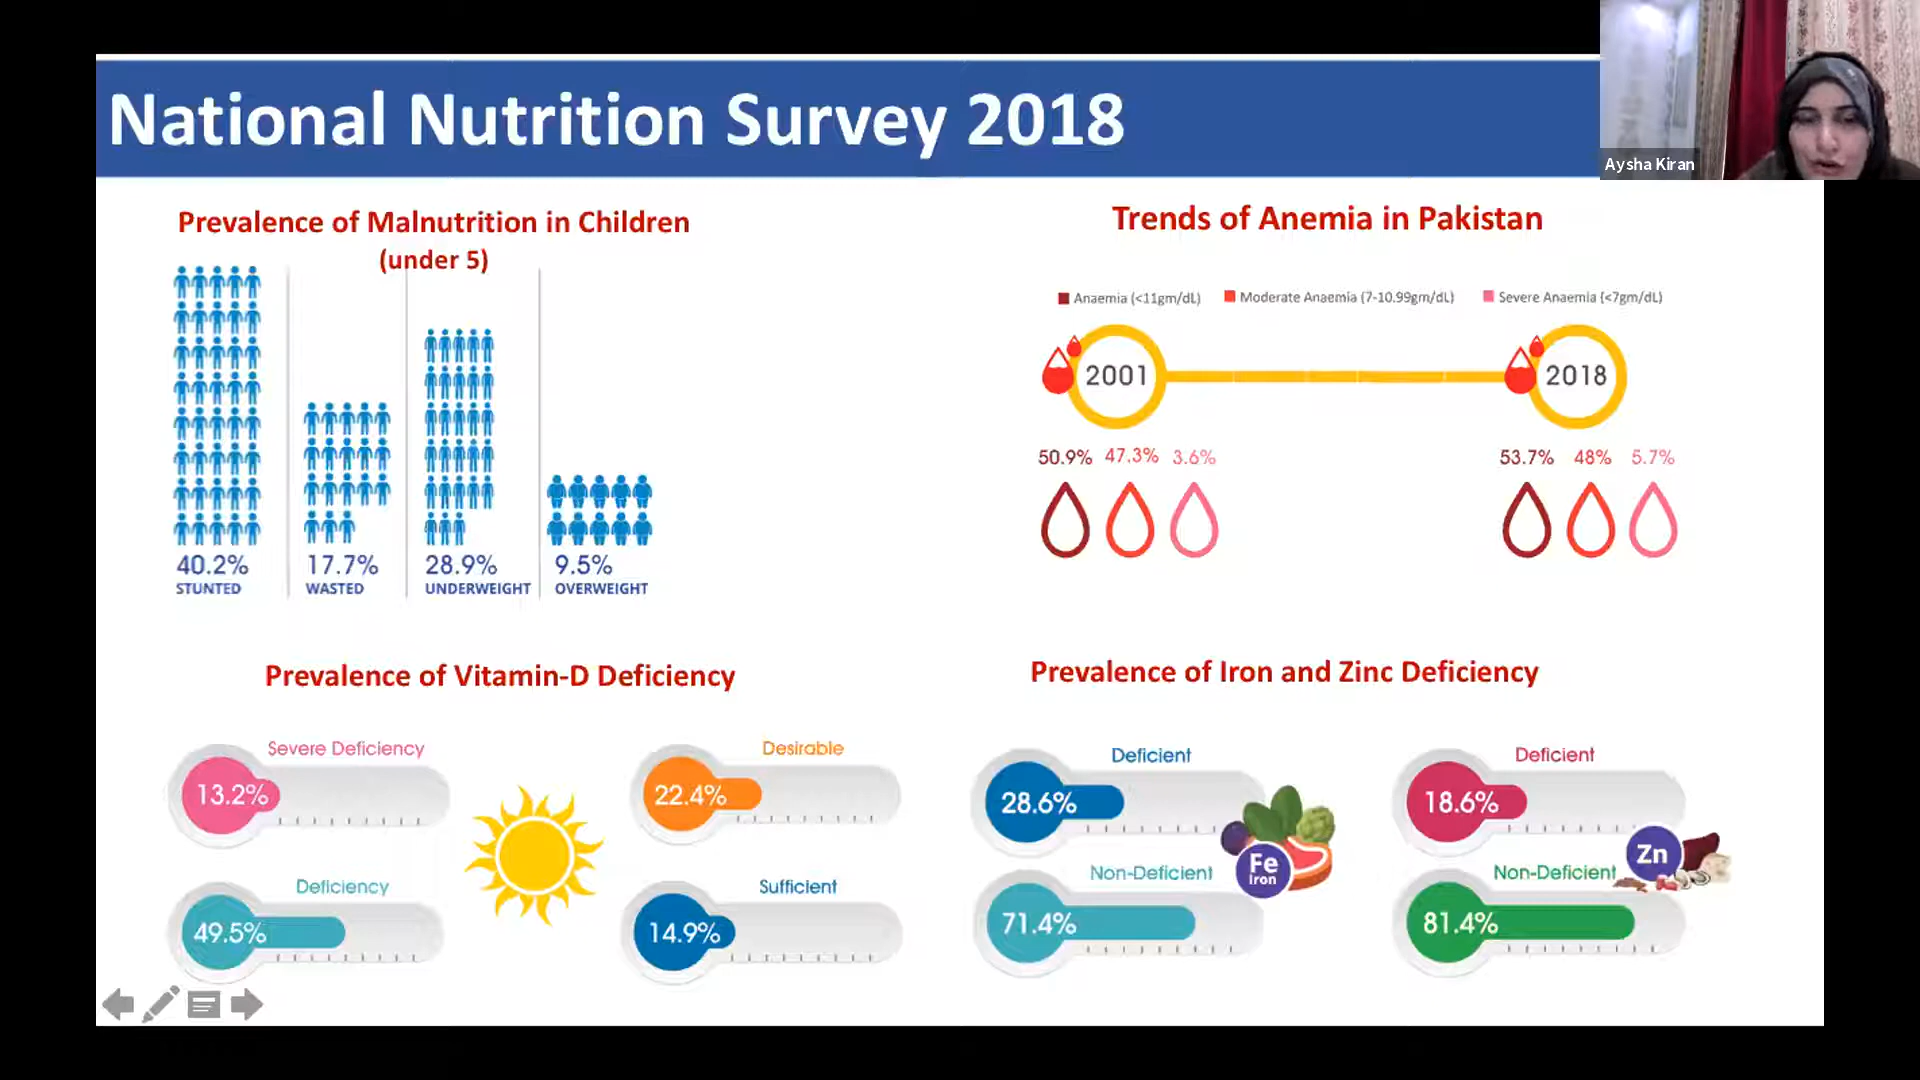 National Nutrition Survey 2018
Aysha Kiran
Prevalence of Malnutrition in Children
(under 5)
40.2%
STUNTED
17.7%
WASTED
28.9%
UNDERWEIGHT
9.5%
OVERWEIGHT
Trends of Anemia in Pakistan
Anaemia (<11gm/dL)
Moderate Anaemia (7-10.99gm/dL)
Severe Anaemia (<7gm/dL)
2001
2018
50.9% 47.3% 3.6%
53.7% 48% 5.7%
Prevalence of Vitamin-D Deficiency
Severe Deficiency
13.2%
Desirable
22.4%
Deficiency
49.5%
Sufficient
14.9%
Prevalence of Iron and Zinc Deficiency
Deficient
28.6%
Non-Deficient
71.4%
Fe
Iron
Deficient
18.6%
Non-Deficient
81.4%
Zn